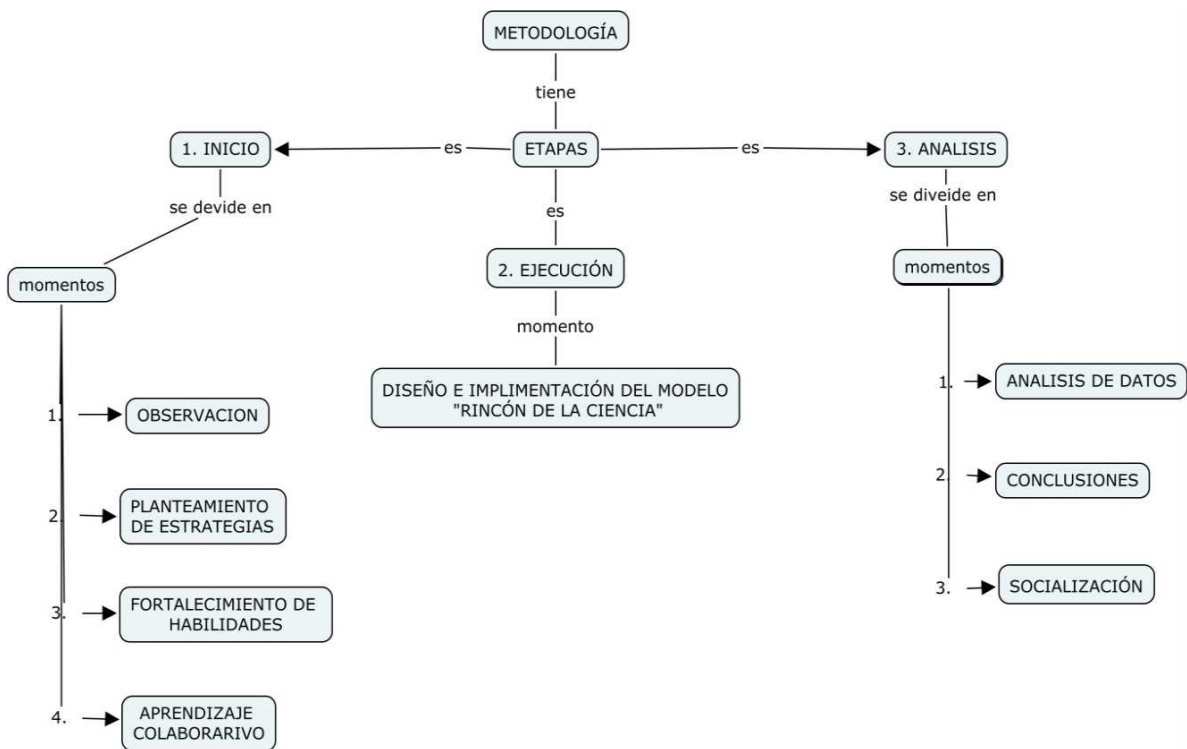 METODOLOGÍA
tiene
1. INICIO
es
ETAPAS
es
3. ANALISIS
se devide en
es
se diveide en
momentos
2. EJECUCIÓN
momentos
momento
DISEÑO E IMPLIMENTACIÓN DEL MODELO
"RINCÓN DE LA CIENCIA"
1.
OBSERVACION
2.
PLANTEAMIENTO
DE ESTRATEGIAS
3.
FORTALECIMIENTO DE
HABILIDADES
4.
APRENDIZAJE
COLABORARIVO
1.
ANALISIS DE DATOS
2.
CONCLUSIONES
3.
SOCIALIZACIÓN